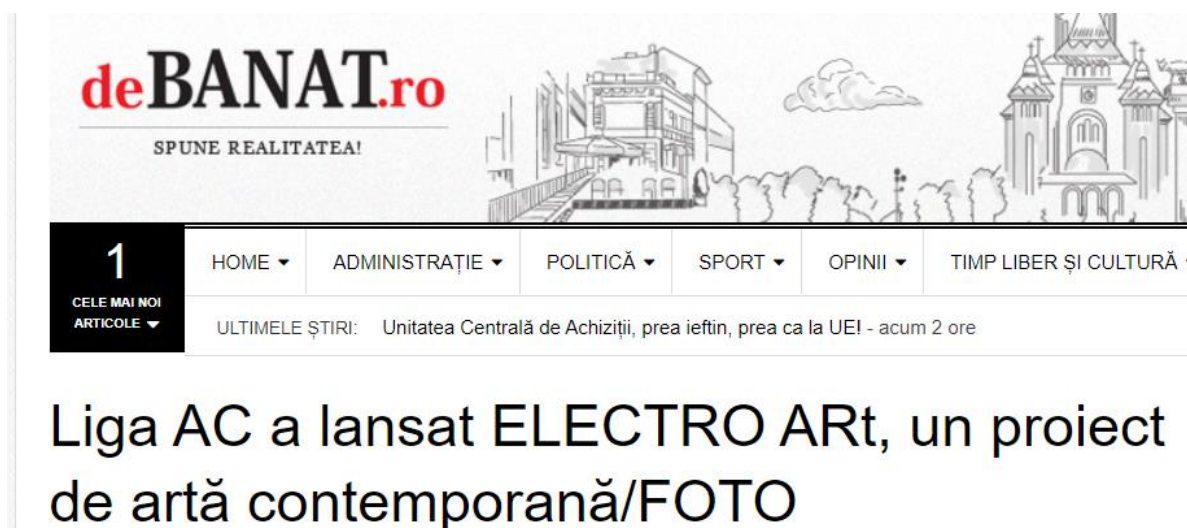 deBANAT.ro
SPUNE REALITATEA!
1
CELE MAI NOI
ARTICOLE
HOME ADMINISTRAȚIE POLITICĂ SPORT OPINII TIMP LIBER ȘI CULTURĂ
ULTIMELE ȘTIRI: Unitatea Centrală de Achiziții, prea ieftin, prea ca la UE! - acum 2 ore
Liga AC a lansat ELECTRO ARt, un proiect
de artă contemporană/FOTO